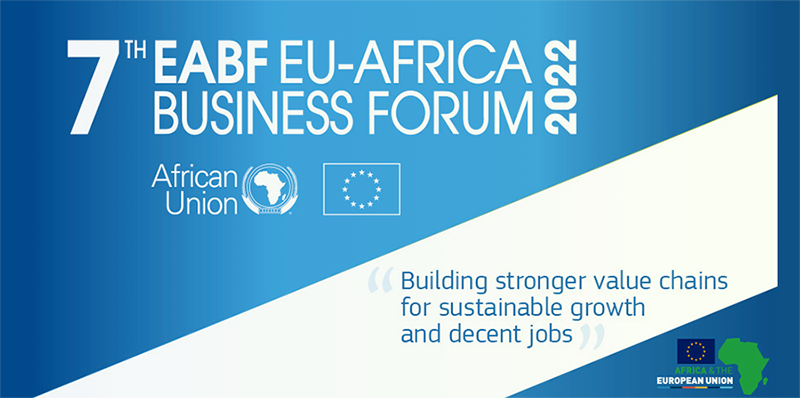 7TH EABF EU-AFRICA
BUSINESS FORUM 2022
African
Union
“Building stronger value chains
for sustainable growth
and decent jobs”
AFRICA & THE
EUROPEAN UNION